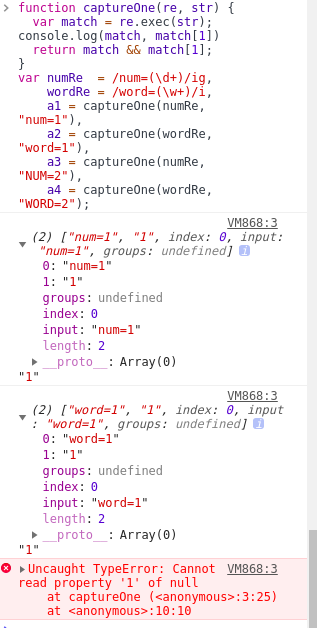 function captureOne(re, str) {
var match = re.exec(str);
console.log(match, match[1])
return match && match[1];
}
var numRe  = /num=(\d+)/ig,
wordRe = /word=(\w+)/i,
a1 = captureOne(numRe,
"num=1"),
a2 = captureOne(wordRe,
"word=1"),
a3 = captureOne(numRe,
"NUM=2"),
a4 = captureOne(wordRe,
"WORD=2");
VM868:3
(2) ["num=1", "1", index: 0, input:
"num=1", groups: undefined] i
0: "num=1"
1: "1"
groups: undefined
index: 0
input: "num=1"
length: 2
__proto__: Array(0)
"1"
VM868:3
(2) ["word=1", "1", index: 0, input
: "word=1", groups: undefined] i
0: "word=1"
1: "1"
groups: undefined
index: 0
input: "word=1"
length: 2
__proto__: Array(0)
"1"
Uncaught TypeError: Cannot VM868:3
read property '1' of null
at captureOne (<anonymous>:3:25)
at <anonymous>:10:10